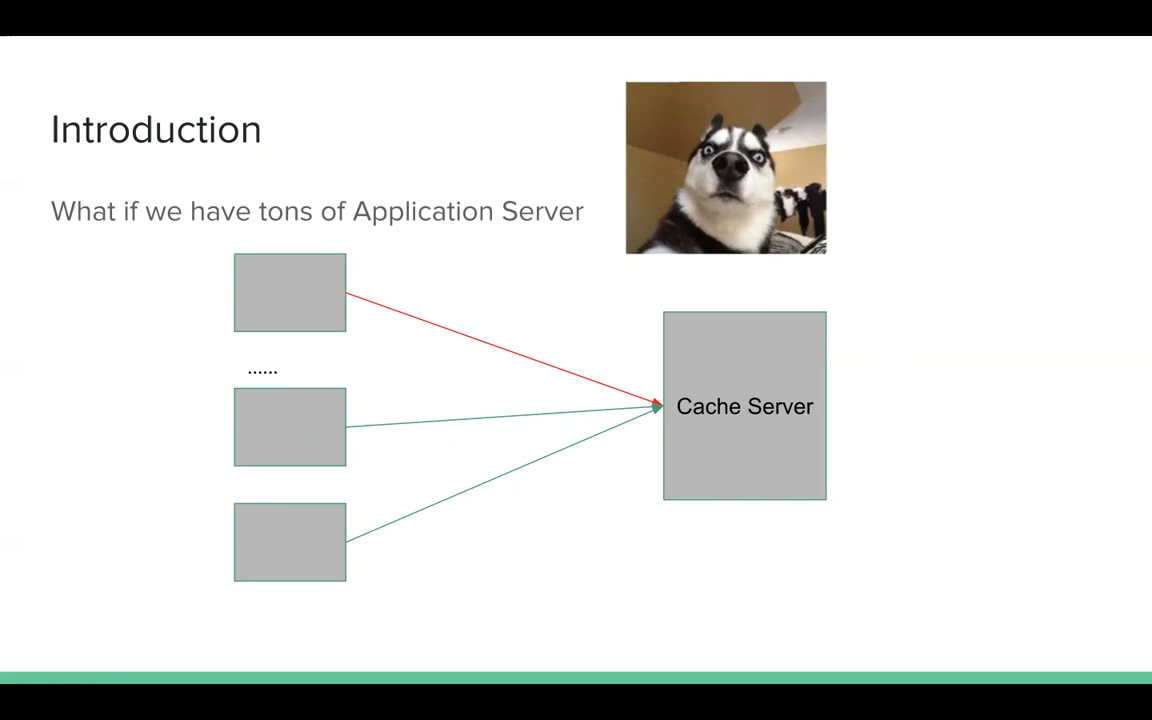 Introduction
What if we have tons of Application Server
......
Cache Server